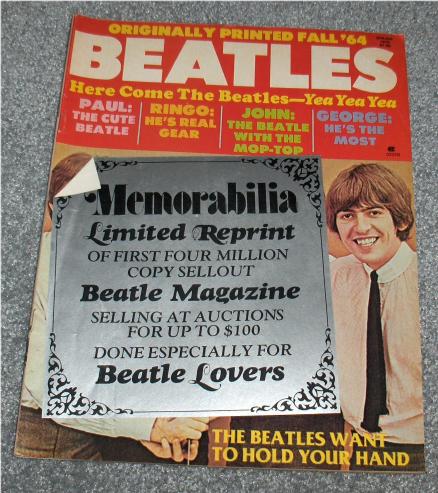 ORIGINALLY PRINTED FALL '64
BEATLES
Here Come The Beatles—Yea Yea Yea
PAUL:
THE CUTE
BEATLE
RINGO:
HE'S REAL
GEAR
JOHN:
THE BEATLE
WITH THE
MOP-TOP
GEORGE:
HE'S THE
MOST
Memorabilia
Limited Reprint
OF FIRST FOUR MILLION
COPY SELLOUT
Beatle Magazine
SELLING AT AUCTIONS
FOR UP TO $100
DONE ESPECIALLY FOR
Beatle Lovers
THE BEATLES WANT
TO HOLD YOUR HAND